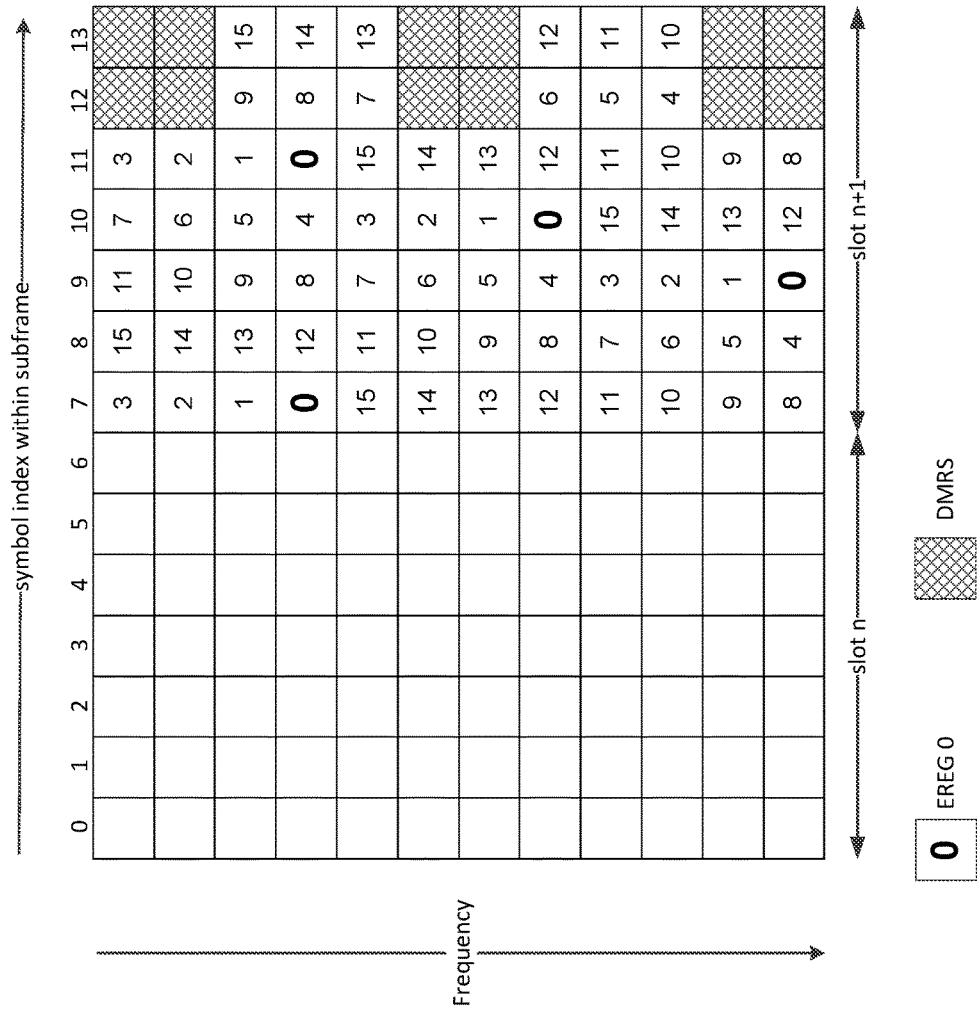 symbol index within subframe
0 1 2 3 4 5 6 7 8 9 10 11 12 13
3 15 11 7 3
2 14 10 6 2
1 13 9 5 1 9 15
0 12 8 4 0 8 14
15 11 7 3 15 7 13
14 10 6 2 14
13 9 5 1 13
12 8 4 0 12 6 12
11 7 3 15 11 5 11
10 6 2 14 10 4 10
9 5 1 13 9
8 4 0 12 8
Frequency
slot n
slot n+1
0 EREG 0
DMRS